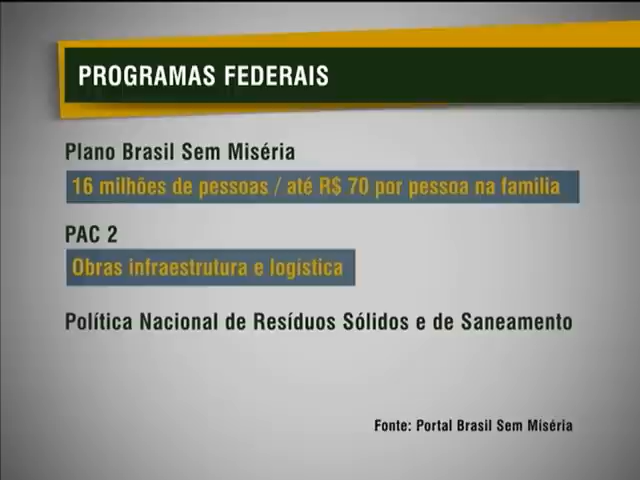 PROGRAMAS FEDERAIS
Plano Brasil Sem Miséria
16 milhões de pessoas / até R$ 70 por pessoa na familia
PAC 2
Obras infraestrutura e logística
Política Nacional de Resíduos Sólidos e de Saneamento
Fonte: Portal Brasil Sem Miséria